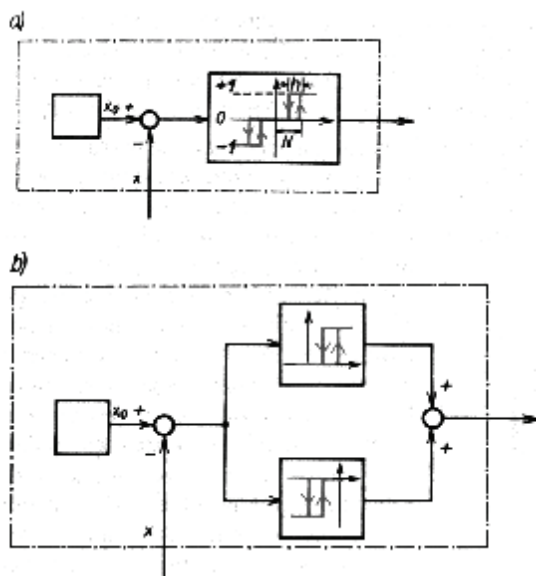 a)
+1
h
x₀ +
0
-
-1
N
x
b)
x₀ +
-
+
+
x